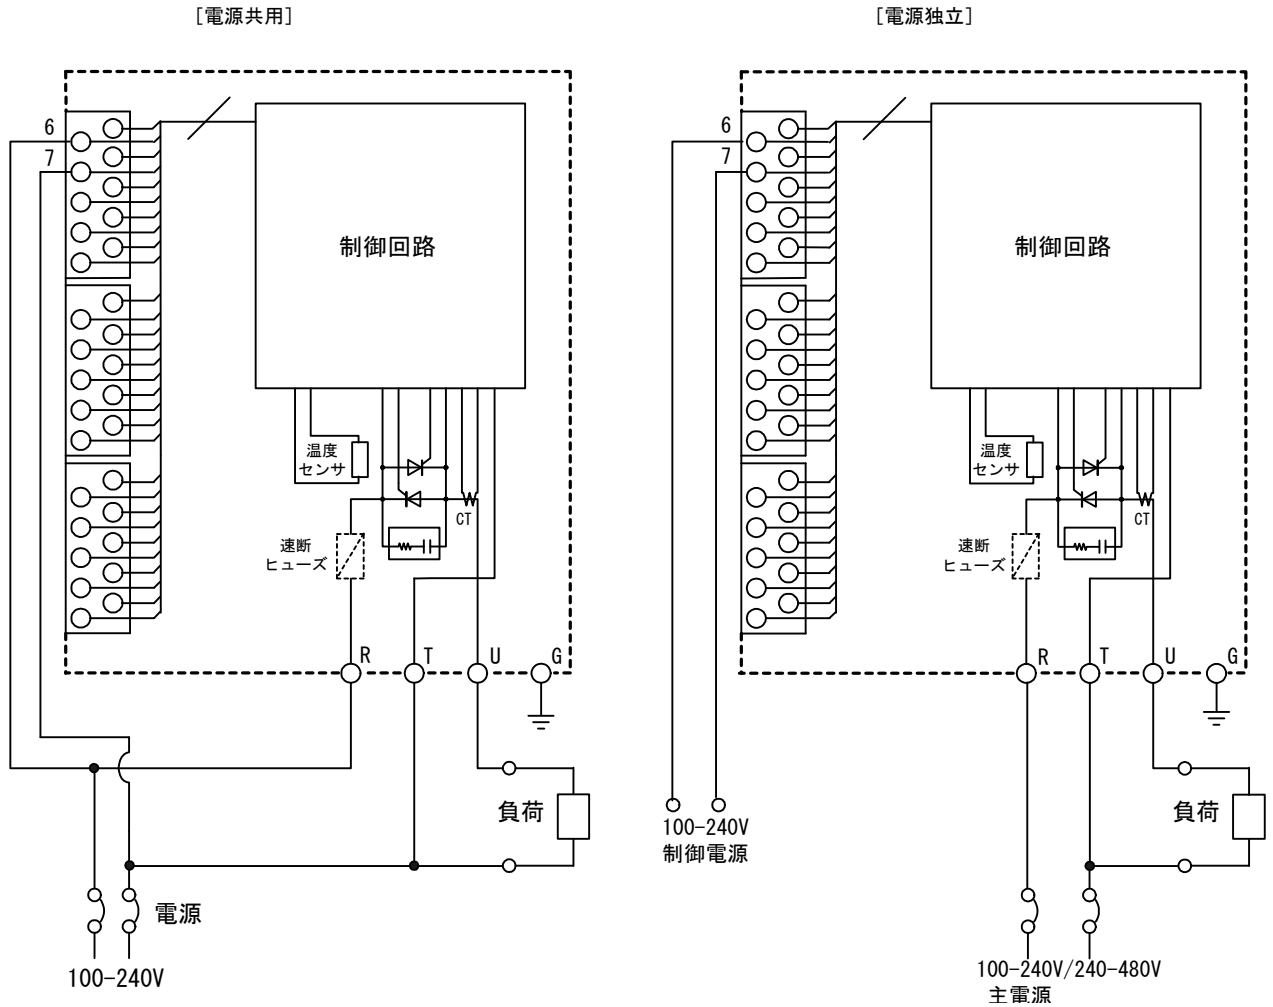 [電源共用]
6
7
制御回路
温度
センサ
CT
速断
ヒューズ
R
T
U
G
負荷
電源
100-240V
[電源独立]
6
7
制御回路
温度
センサ
CT
速断
ヒューズ
R
T
U
G
100-240V
制御電源
負荷
100-240V/240-480V
主電源